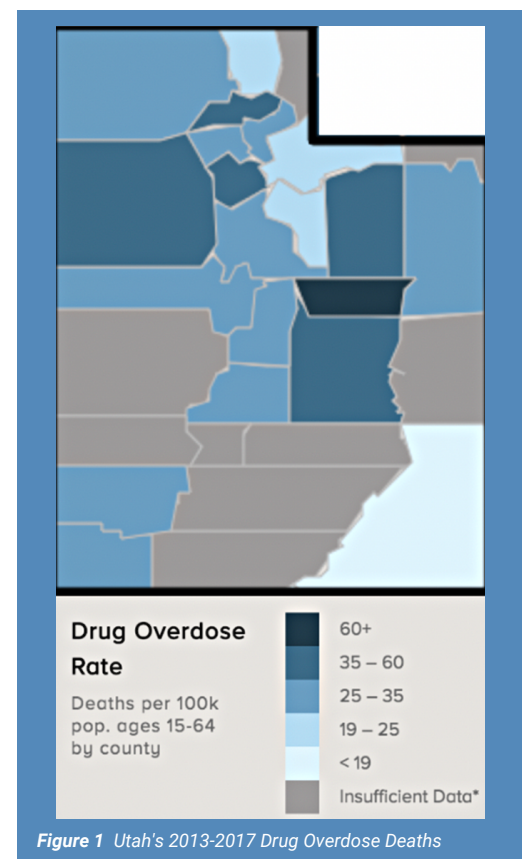 Drug Overdose
Rate
Deaths per 100k
pop. ages 15-64
by county
60+
35 – 60
25 – 35
19 – 25
< 19
Insufficient Data*
Figure 1 Utah's 2013-2017 Drug Overdose Deaths